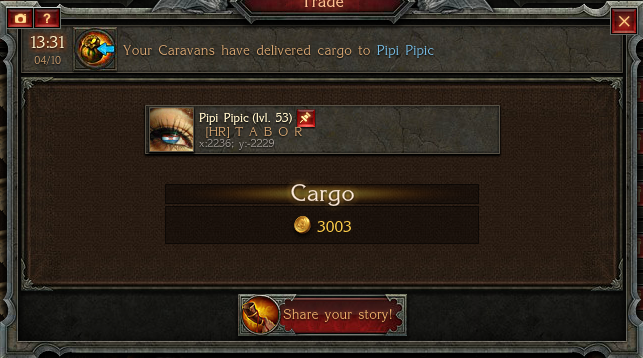 Trade
?
13:31
04/10
Your Caravans have delivered cargo to Pipi Pipic
Pipi Pipic (lvl. 53)
[HR] T A B O R
x:2236; y:-2229
Cargo
3003
Share your story!